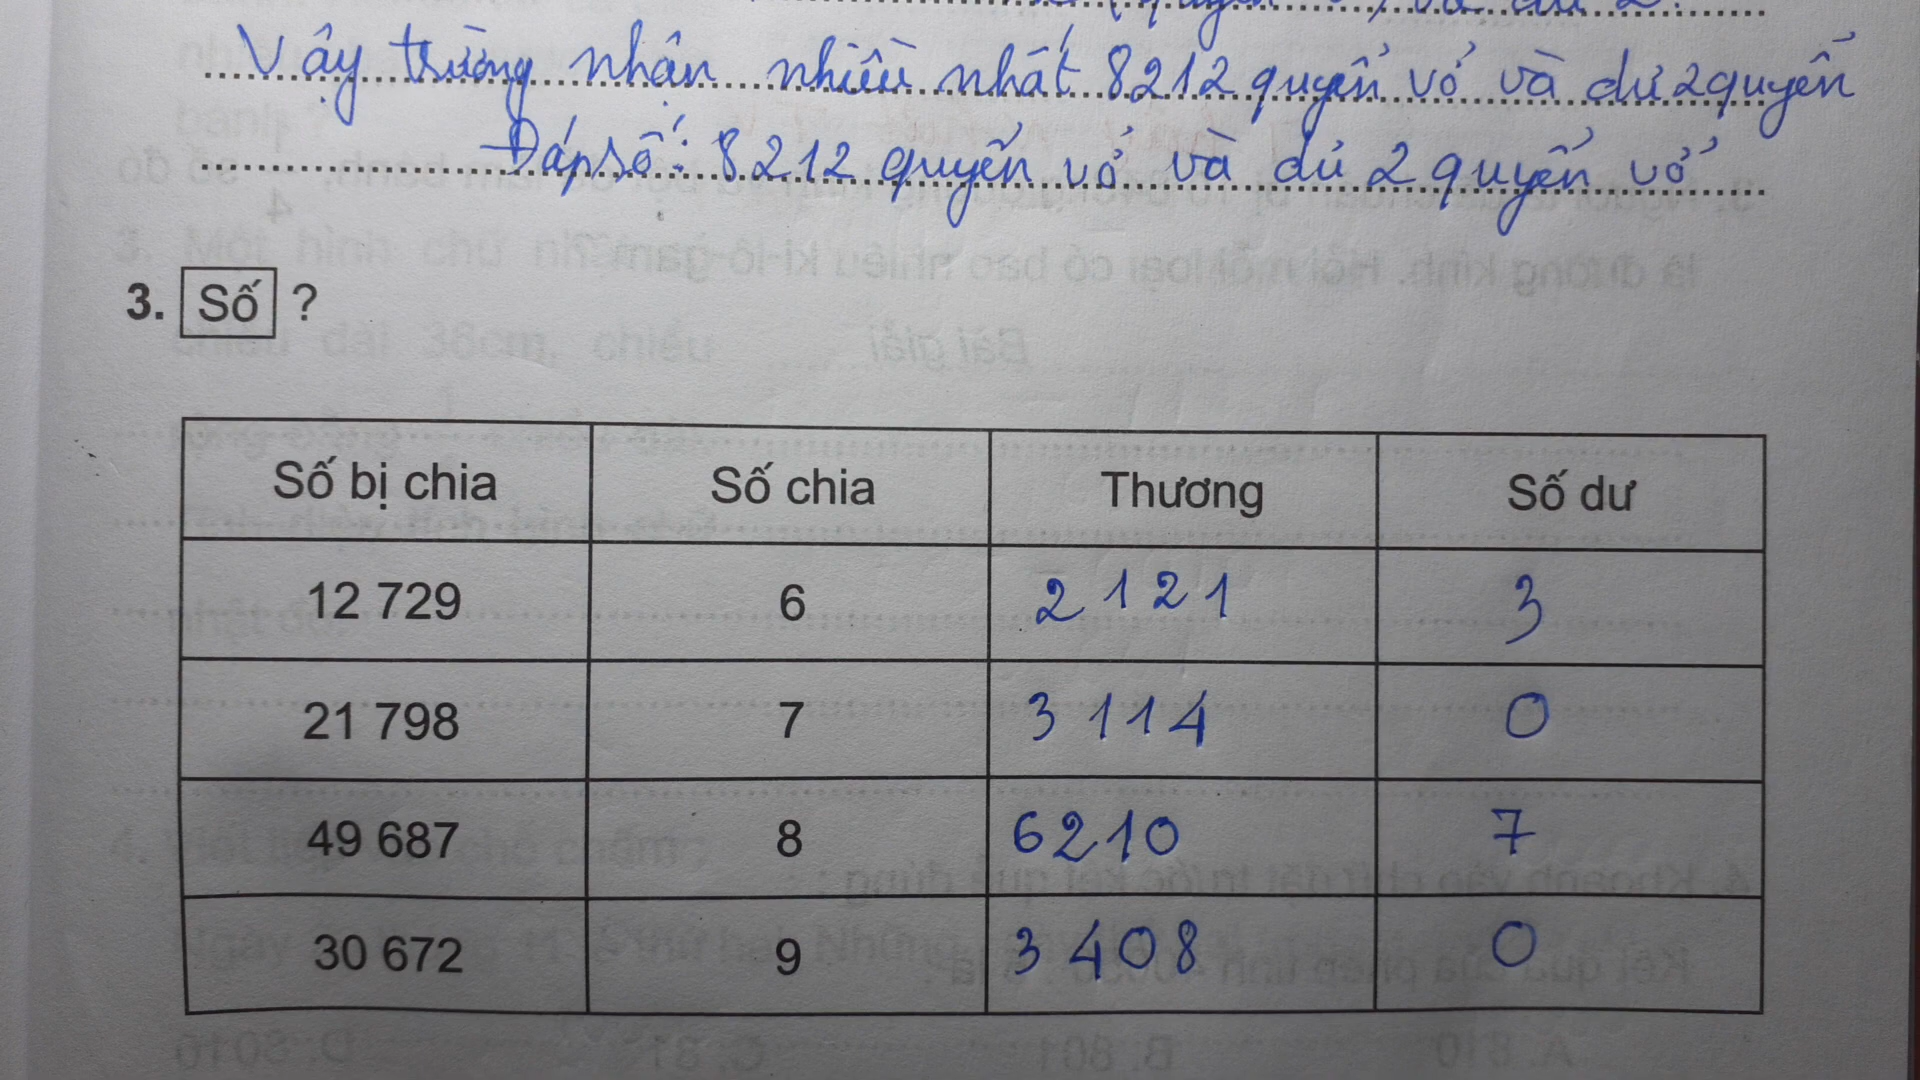 Vậy trường nhận nhiều nhất 8212 quyển vở và dư 2 quyển
Đáp số: 8212 quyển vở và dư 2 quyển vở
3. Số ?
Số bị chia Số chia Thương Số dư
12 729 6 2121 3
21 798 7 3114 0
49 687 8 6210 7
30 672 9 3408 0